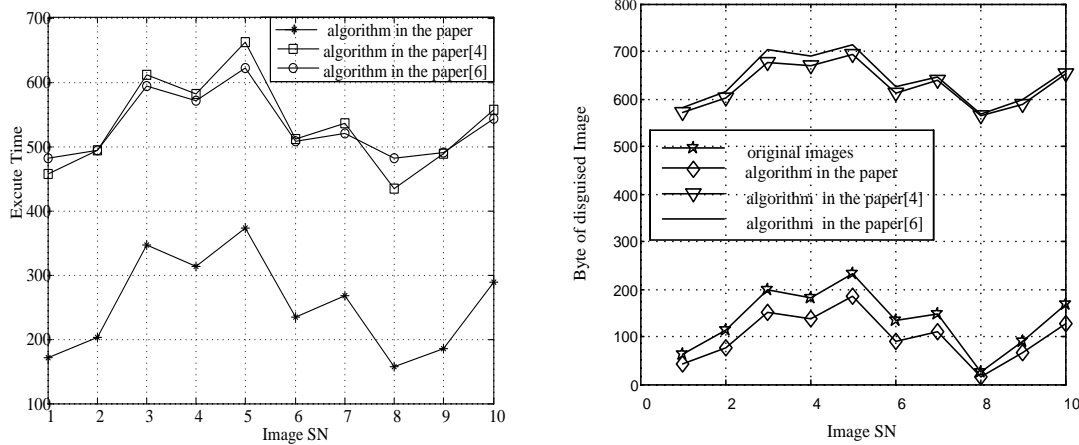 700
600
500
400
300
200
100
Excute Time
algorithm in the paper
algorithm in the paper[4]
algorithm in the paper[6]
1 2 3 4 5 6 7 8 9 10
Image SN
800
700
600
500
400
300
200
100
0
Byte of disguised Image
original images
algorithm in the paper
algorithm in the paper[4]
algorithm in the paper[6]
0 2 4 6 8 10
Image SN